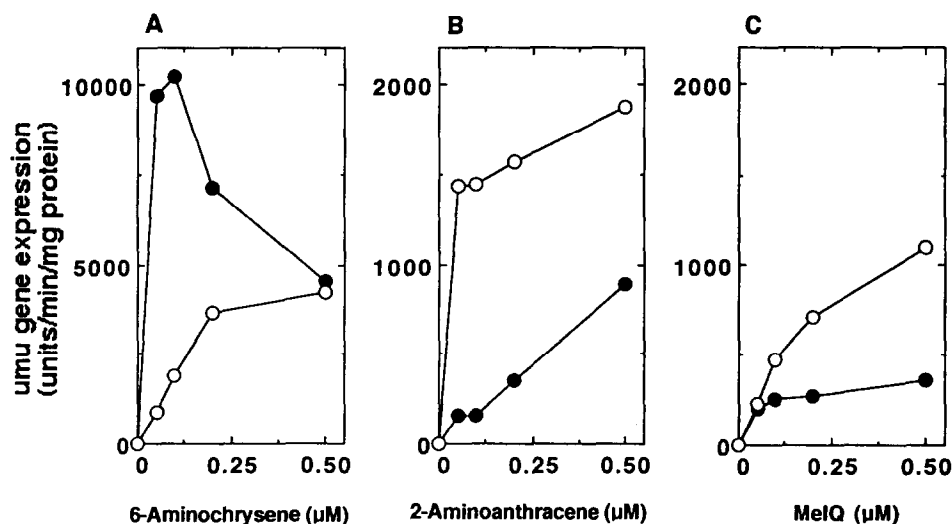 A
B
C
umu gene expression
(units/min/mg protein)
10000
5000
0
0 0.25 0.50
6-Aminochrysene (µM)
2000
1000
0
0 0.25 0.50
2-Aminoanthracene (µM)
2000
1000
0
0 0.25 0.50
MeIQ (µM)